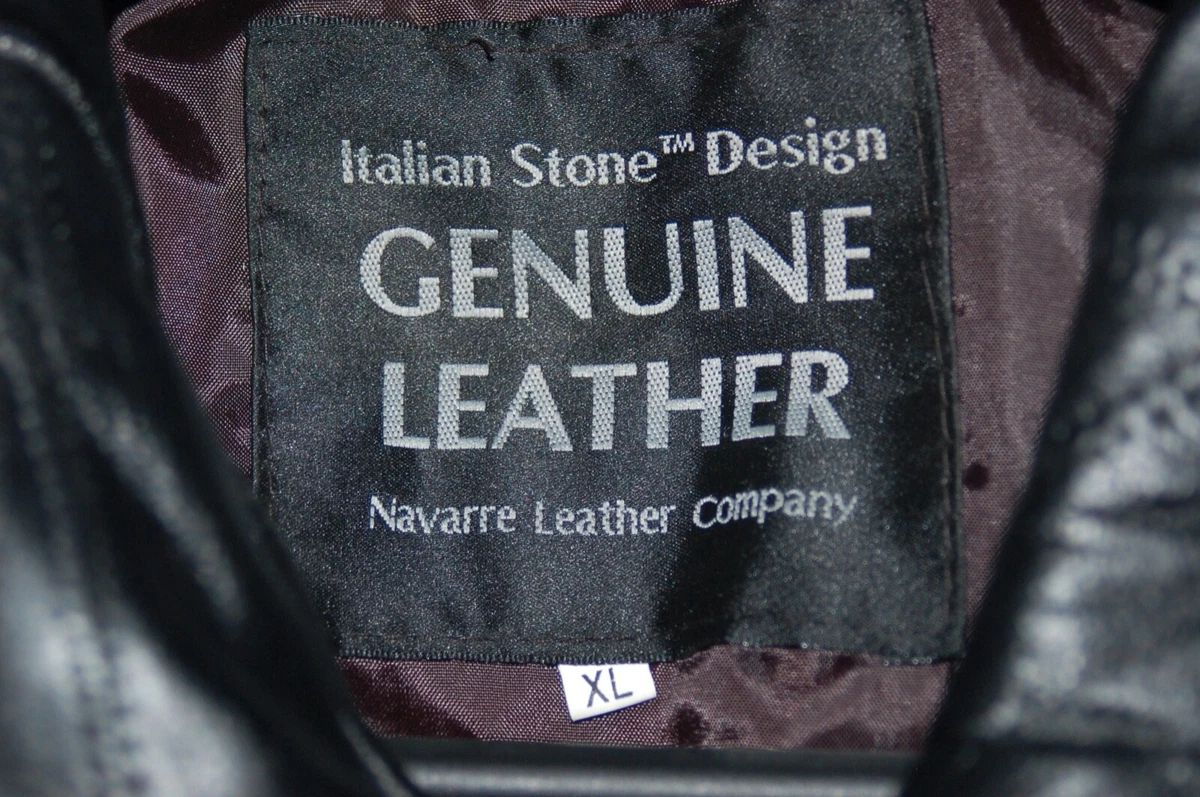 Italian Stone™ Design
GENUINE
LEATHER
Navarre Leather Company
XL